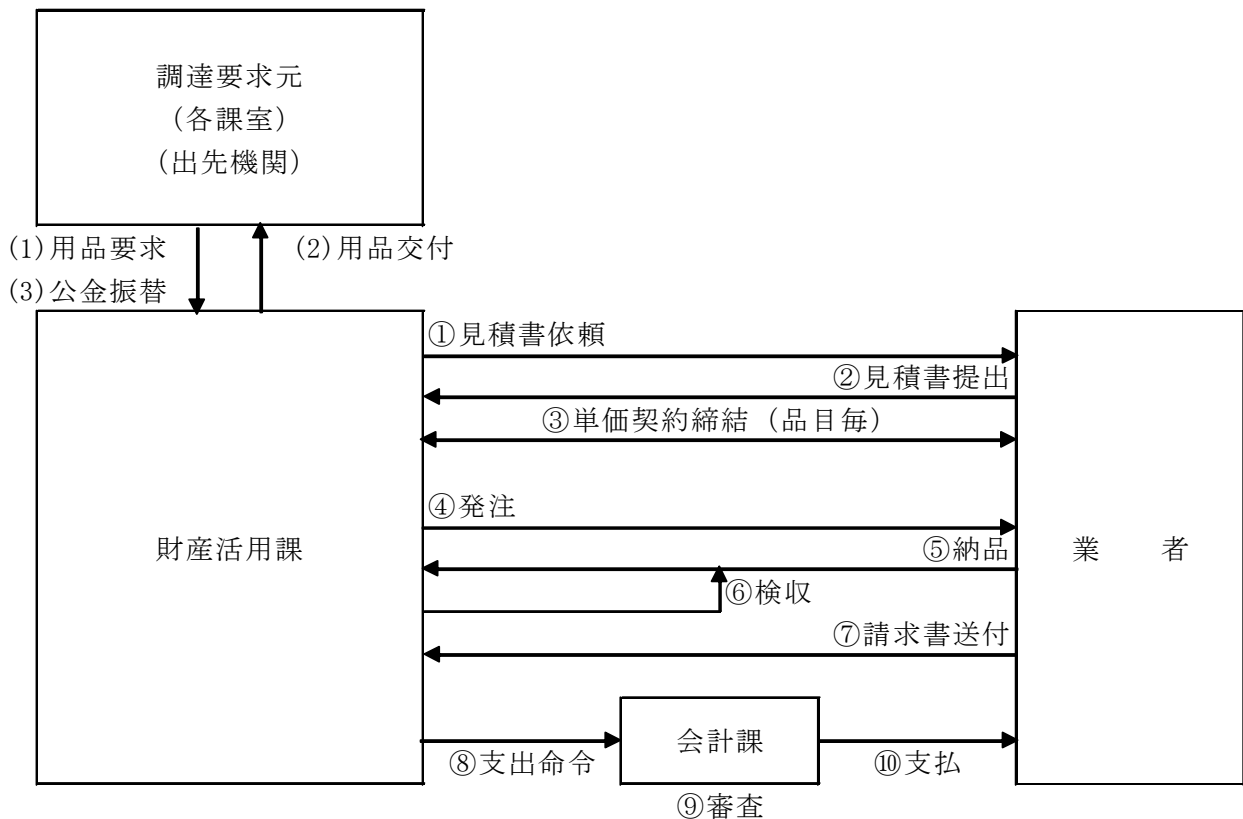 調達要求元
(各課室)
(出先機関)
(1)用品要求
(2)用品交付
(3)公金振替
①見積書依頼
②見積書提出
③単価契約締結（品目毎）
④発注
財産活用課
⑤納品
業　者
⑥検収
⑦請求書送付
会計課
⑧支出命令
⑩支払
⑨審査